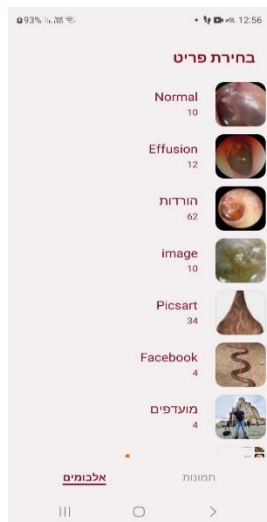 93% 12:56
בחירת פריט
Normal
10
Effusion
12
הורדות
62
image
10
Picsart
34
Facebook
4
מועדפים
4
תמונות
אלבומים